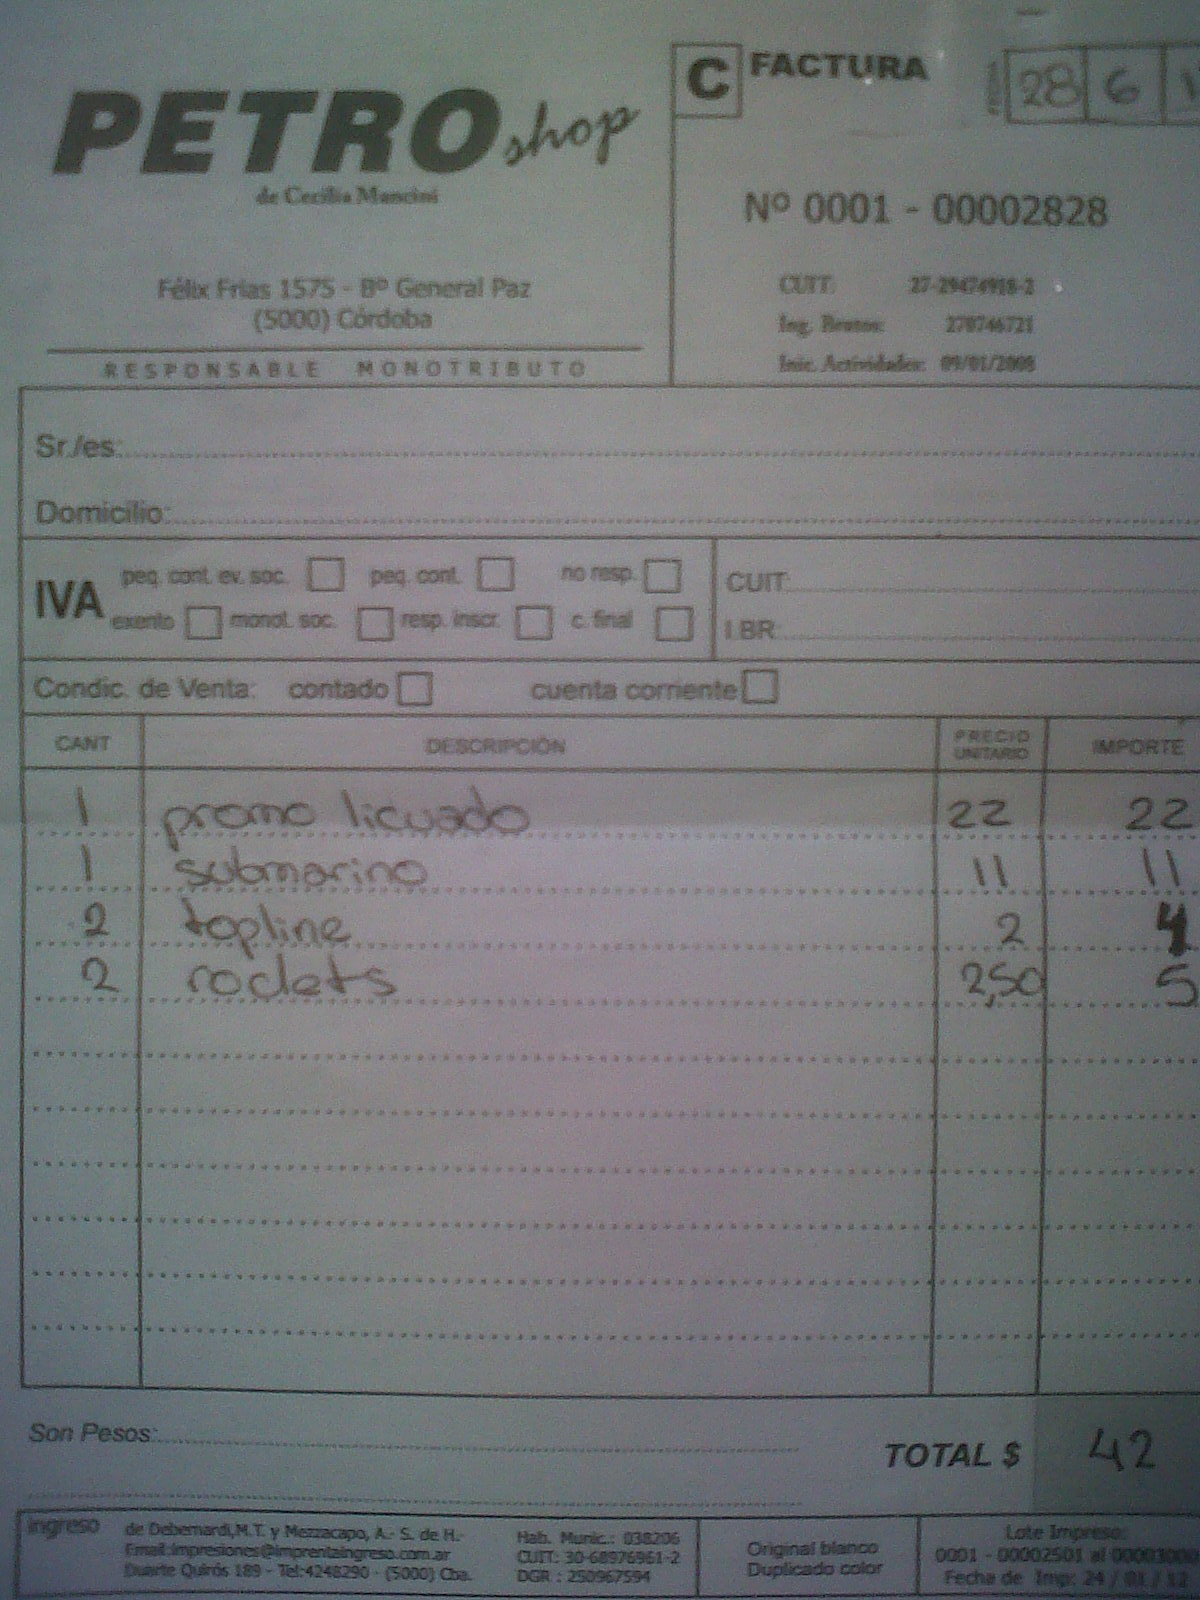 C FACTURA 28 6 1
PETRO shop
de Cecilia Mancini
Nº 0001 - 00002828
Félix Frias 1575 - Bº General Paz
(5000) Córdoba
CUIT: 27-29474918-2
Ing. Brutos: 270746721
Inic. Actividades: 09/01/2008
RESPONSABLE MONOTRIBUTO
Sr./es:
Domicilio:
IVA peq. cont. ev. soc. peq. cont. no resp.
exento monot. soc. resp. inscr. c. final
CUIT:
I.BR:
Condic. de Venta: contado cuenta corriente
CANT DESCRIPCIÓN PRECIO UNITARIO IMPORTE
1 promo licuado 22 22
1 submarino 11 11
2 topline 2 4
2 roclets 2,50 5
Son Pesos:
TOTAL $ 42
ingreso de Debernardi,M.T. y Mezzacapo, A.- S. de H.-
Email:impresiones@imprentaingreso.com.ar
Duarte Quirós 189 - Tel:4248290 - (5000) Cba.
Hab. Munic.: 038206
CUIT: 30-68976961-2
DGR : 250967594
Original blanco
Duplicado color
Lote Impreso:
0001 - 00002501 al 00003000
Fecha de Imp: 24 / 01 / 12